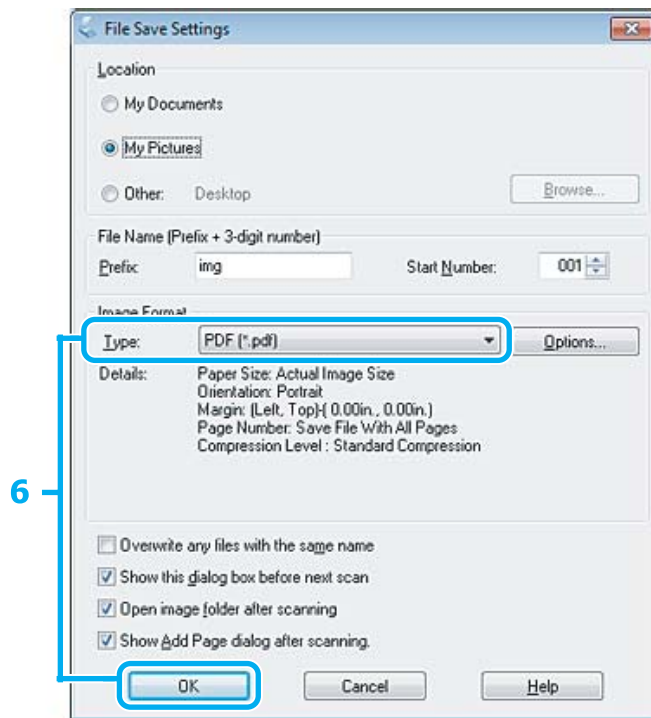 File Save Settings
Location
My Documents
My Pictures
Other: Desktop Browse...
File Name (Prefix + 3-digit number)
Prefix img Start Number: 001
Image Format
Type: PDF (*.pdf) Options...
Details: Paper Size: Actual Image Size
Orientation: Portrait
Margin: (Left, Top)-( 0.00in., 0.00in.)
Page Number: Save File With All Pages
Compression Level : Standard Compression
6
Overwrite any files with the same name
Show this dialog box before next scan
Open image folder after scanning
Show Add Page dialog after scanning.
OK Cancel Help